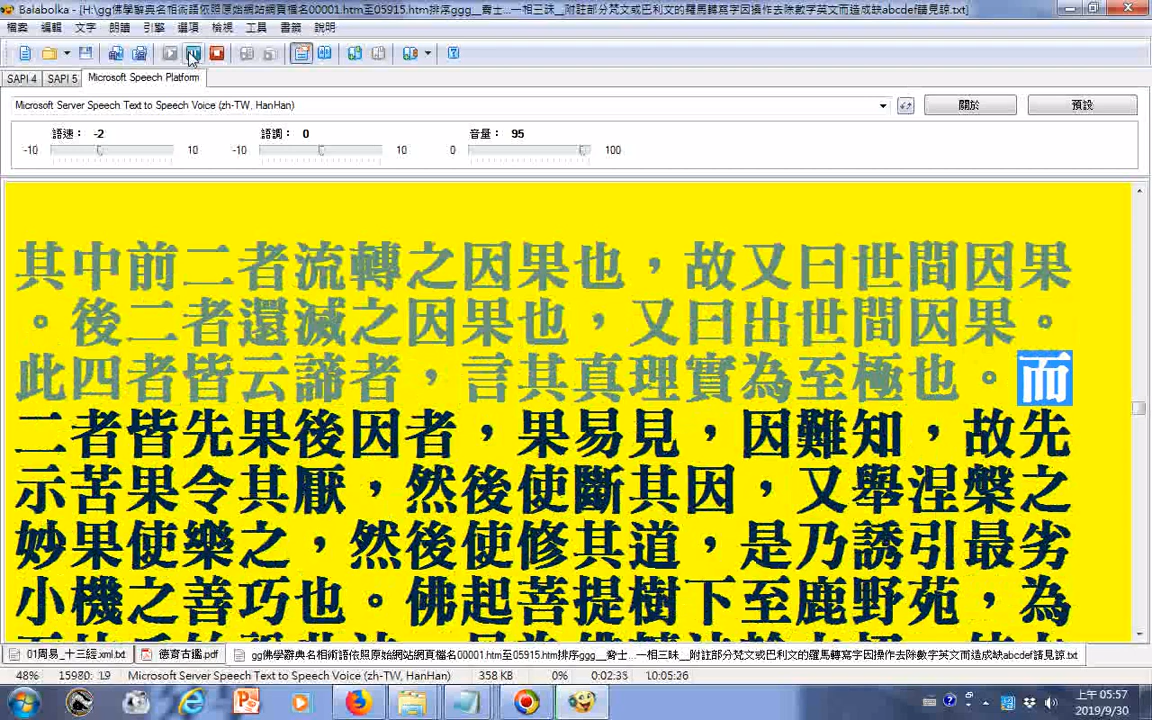 Balabolka - [H:\gg佛學辭典名相術語依照原始網站網頁檔名00001.htm至05915.htm排序ggg__脅士...一相三昧__附註部分梵文或巴利文的羅馬轉寫字因操作去除數字英文而造成缺abcdef請見諒.txt]
檔案 編輯 文字 朗讀 引擎 選項 檢視 工具 書籤 說明
SAPI 4 SAPI 5 Microsoft Speech Platform
Microsoft Server Speech Text to Speech Voice (zh-TW, HanHan) 關於 預設
語速： -2 語調： 0 音量： 95
-10 10 -10 10 0 100
其中前二者流轉之因果也，故又曰世間因果
。後二者還滅之因果也，又曰出世間因果。
此四者皆云諦者，言其真理實為至極也。而
二者皆先果後因者，果易見，因難知，故先
示苦果令其厭，然後使斷其因，又舉涅槃之
妙果使樂之，然後使修其道，是乃誘引最劣
小機之善巧也。佛起菩提樹下至鹿野苑，為
01周易_十三經.xml.txt 德育古鑑.pdf gg佛學辭典名相術語依照原始網站網頁檔名00001.htm至05915.htm排序ggg__脅士...一相三昧__附註部分梵文或巴利文的羅馬轉寫字因操作去除數字英文而造成缺abcdef請見諒.txt
48% 15980: 19 Microsoft Server Speech Text to Speech Voice (zh-TW, HanHan) 358 KB 0% 0:02:33 10:05:26
上午 05:57
2019/9/30